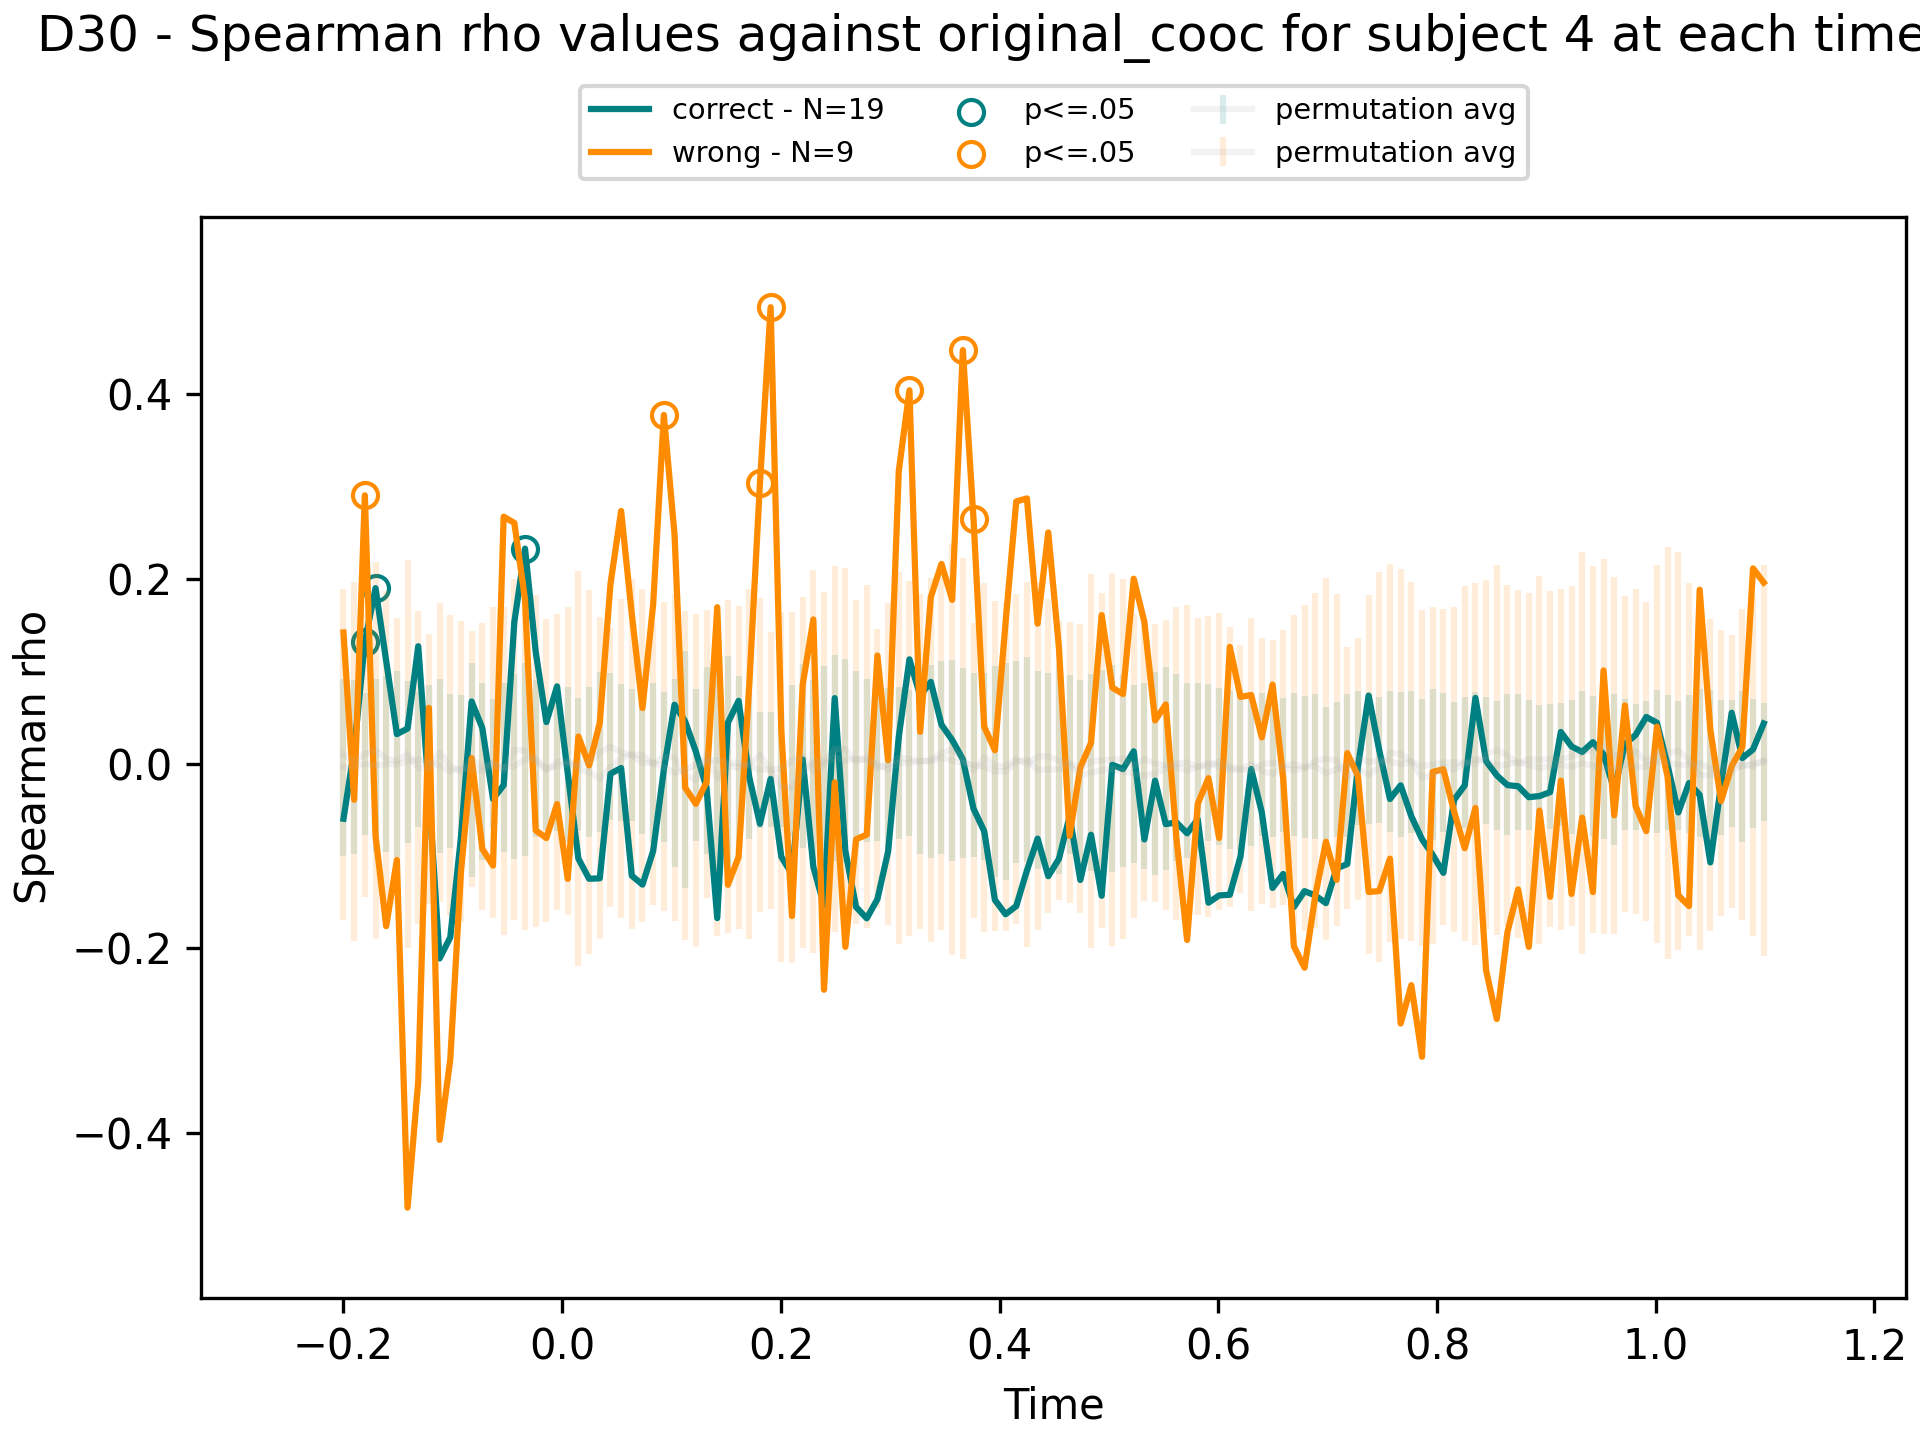 D30 - Spearman rho values against original_cooc for subject 4 at each time
correct - N=19
wrong - N=9
p<=.05
p<=.05
permutation avg
permutation avg
Spearman rho
0.4
0.2
0.0
−0.2
−0.4
−0.2 0.0 0.2 0.4 0.6 0.8 1.0 1.2
Time